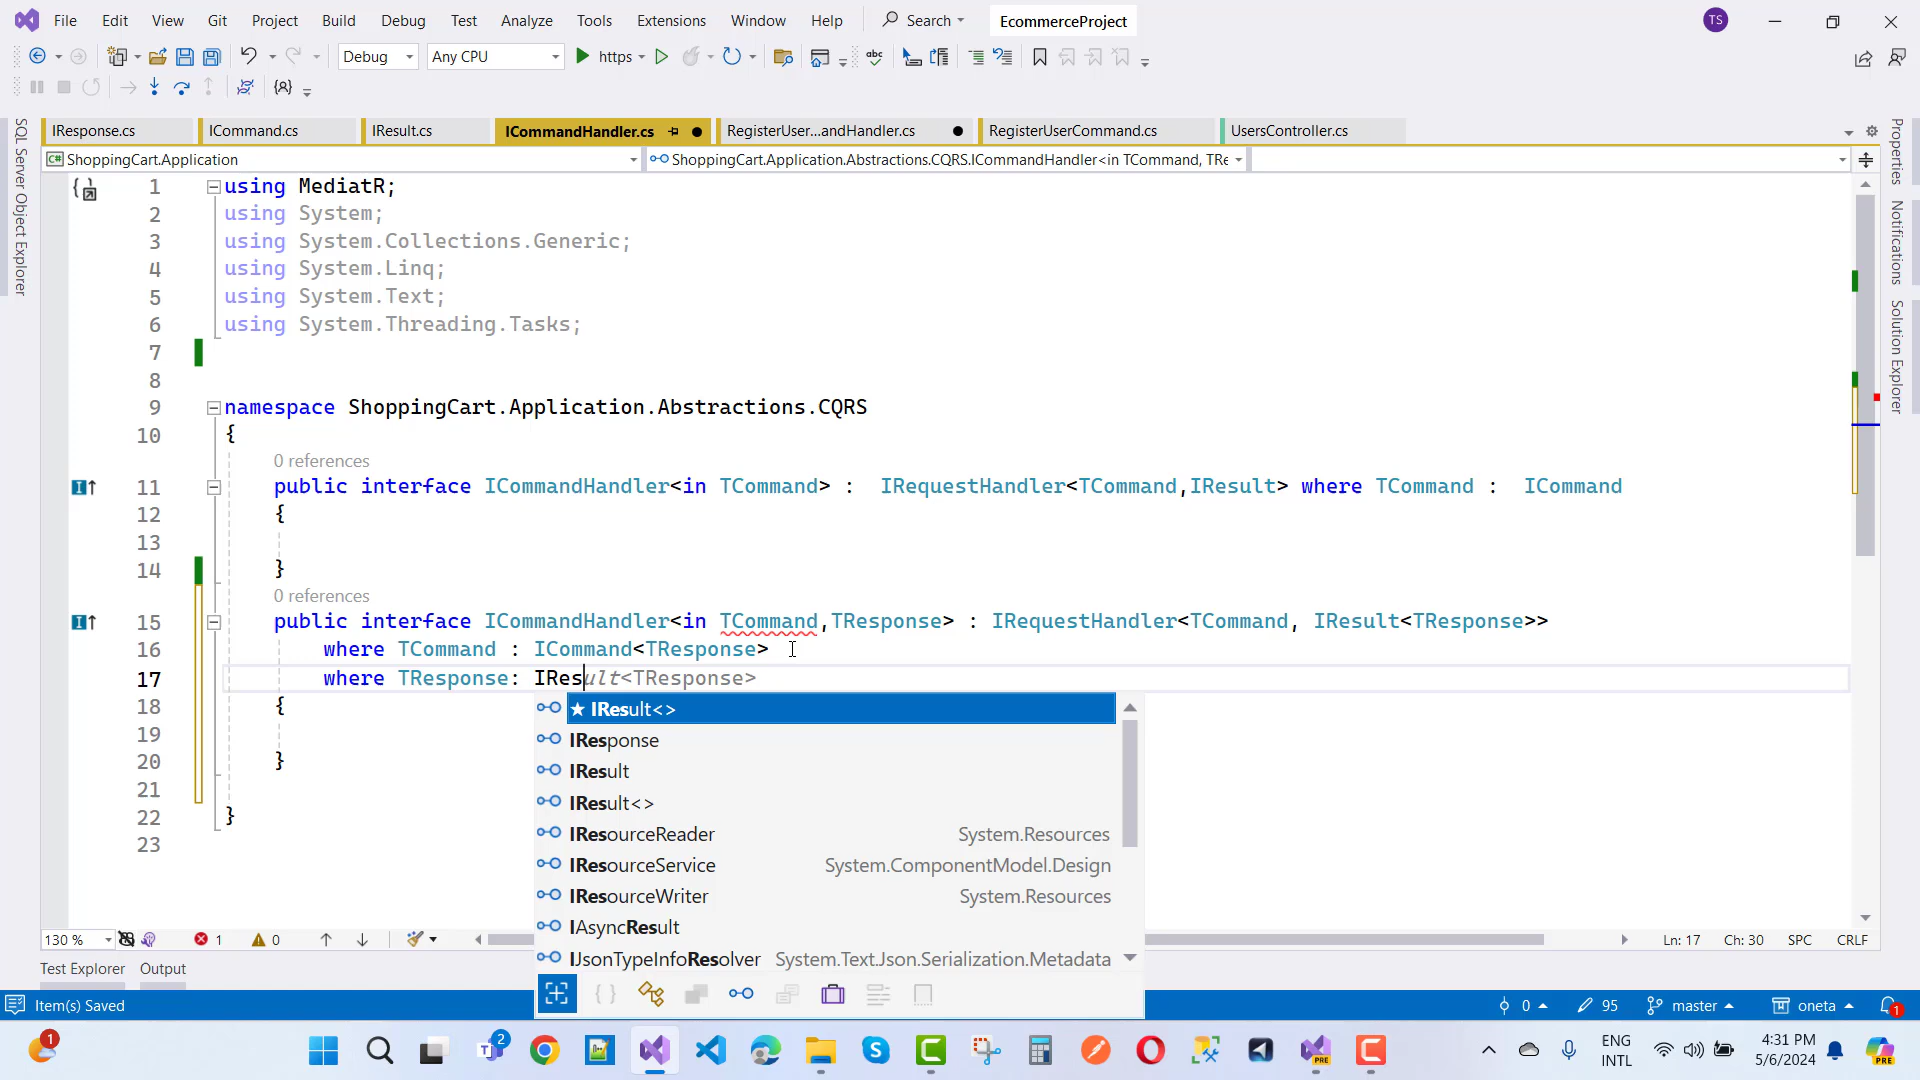 File Edit View Git Project Build Debug Test Analyze Tools Extensions Window Help Search EcommerceProject TS
Debug Any CPU https
IResponse.cs ICommand.cs IResult.cs ICommandHandler.cs RegisterUser...andHandler.cs RegisterUserCommand.cs UsersController.cs
ShoppingCart.Application ShoppingCart.Application.Abstractions.CQRS.ICommandHandler<in TCommand, TRe
SQL Server Object Explorer
Properties
Notifications
Solution Explorer
1 using MediatR;
2 using System;
3 using System.Collections.Generic;
4 using System.Linq;
5 using System.Text;
6 using System.Threading.Tasks;
7
8
9 namespace ShoppingCart.Application.Abstractions.CQRS
10 {
0 references
11 public interface ICommandHandler<in TCommand> : IRequestHandler<TCommand,IResult> where TCommand : ICommand
12 {
13
14 }
0 references
15 public interface ICommandHandler<in TCommand,TResponse> : IRequestHandler<TCommand, IResult<TResponse>>
16 where TCommand : ICommand<TResponse>
17 where TResponse: IResult<TResponse>
18 {
19
20 }
21
22 }
23
★ IResult<>
IResponse
IResult
IResult<>
IResourceReader System.Resources
IResourceService System.ComponentModel.Design
IResourceWriter System.Resources
IAsyncResult
IJsonTypeInfoResolver System.Text.Json.Serialization.Metadata
130 % 1 0 Ln: 17 Ch: 30 SPC CRLF
Test Explorer Output
Item(s) Saved 0 95 master oneta 1
1 2 PRE ENG INTL 4:31 PM 5/6/2024 PRE